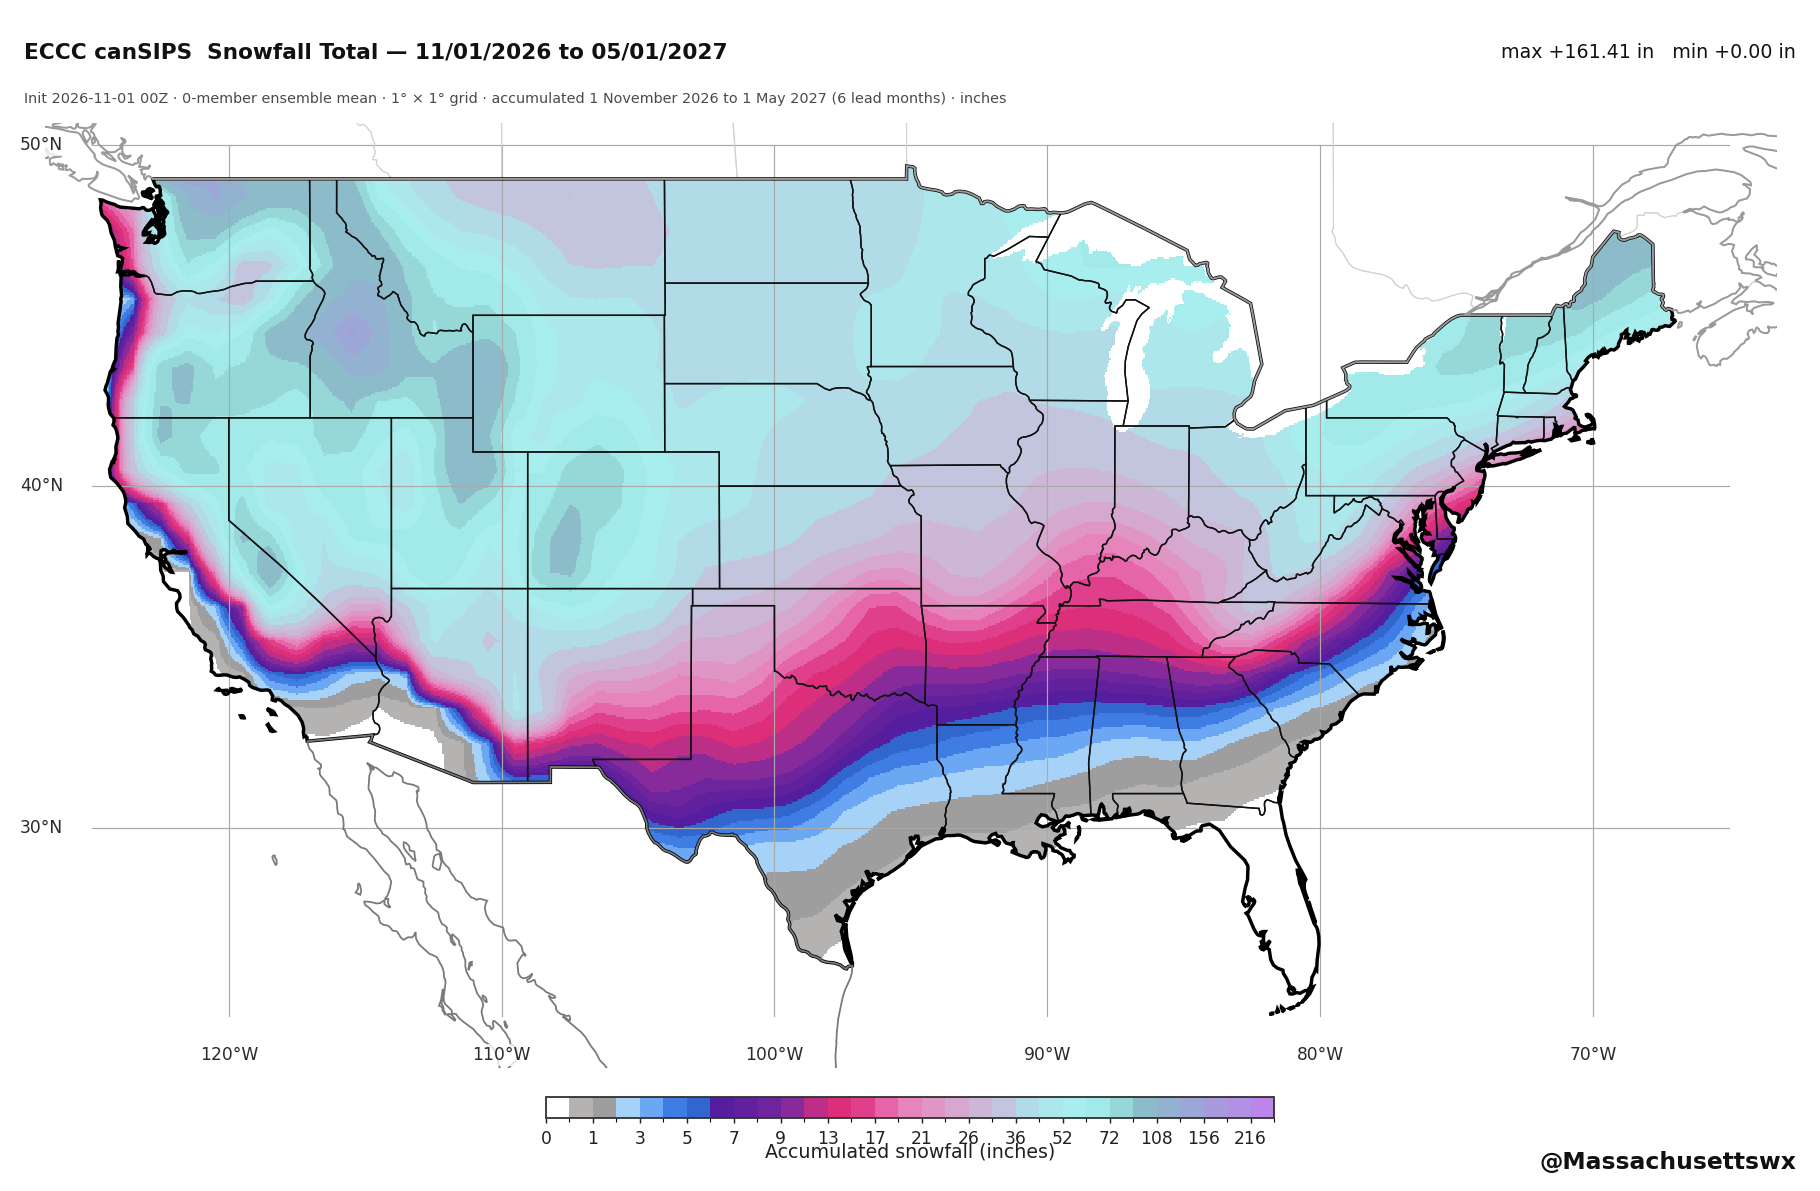 ECCC canSIPS  Snowfall Total — 11/01/2026 to 05/01/2027
max +161.41 in   min +0.00 in
Init 2026-11-01 00Z · 0-member ensemble mean · 1° × 1° grid · accumulated 1 November 2026 to 1 May 2027 (6 lead months) · inches
50°N
40°N
30°N
120°W 110°W 100°W 90°W 80°W 70°W
0 1 3 5 7 9 13 17 21 26 36 52 72 108 156 216
Accumulated snowfall (inches)
@Massachusettswx